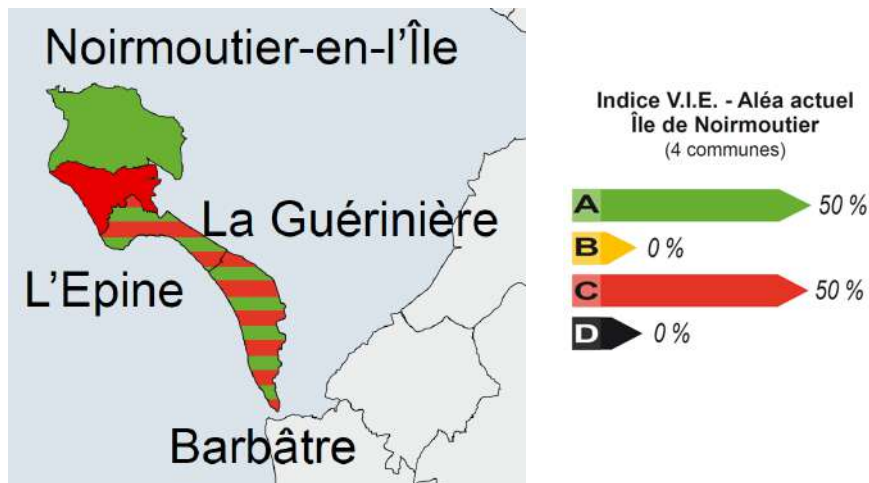 Noirmoutier-en-l'Île
La Guérinière
L'Epine
Barbâtre
Indice V.I.E. - Aléa actuel
Île de Noirmoutier
(4 communes)
A 50 %
B 0 %
C 50 %
D 0 %